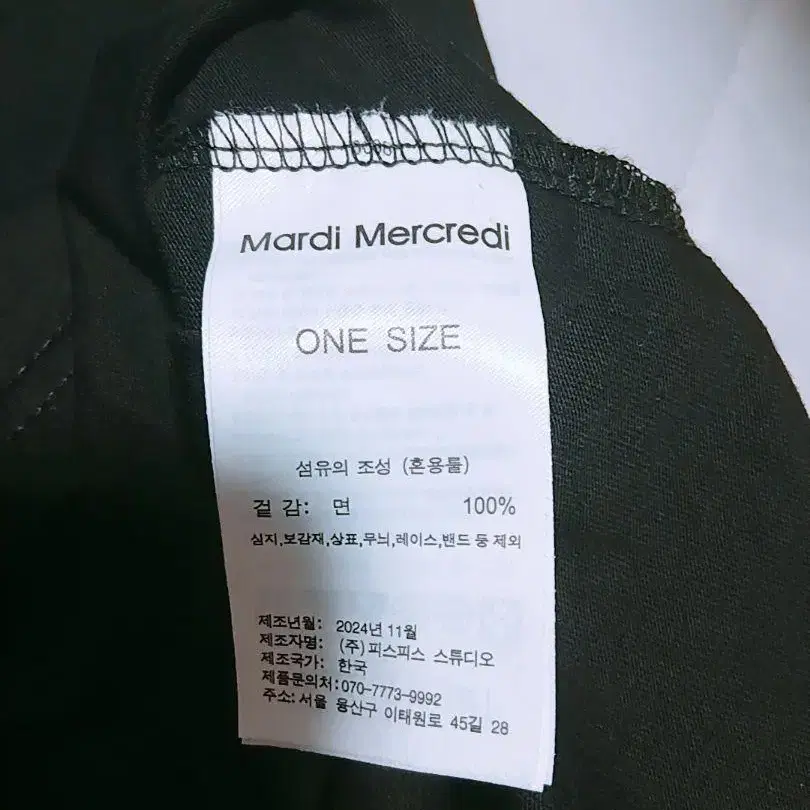 Mardi Mercredi
ONE SIZE
섬유의 조성 (혼용률)
겉 감: 면 100%
심지,보감재,상표,무늬,레이스,밴드 등 제외
제조년월: 2024년 11월
제조자명: (주)피스피스 스튜디오
제조국가: 한국
제품문의처:070-7773-9992
주소:서울 용산구 이태원로 45길 28